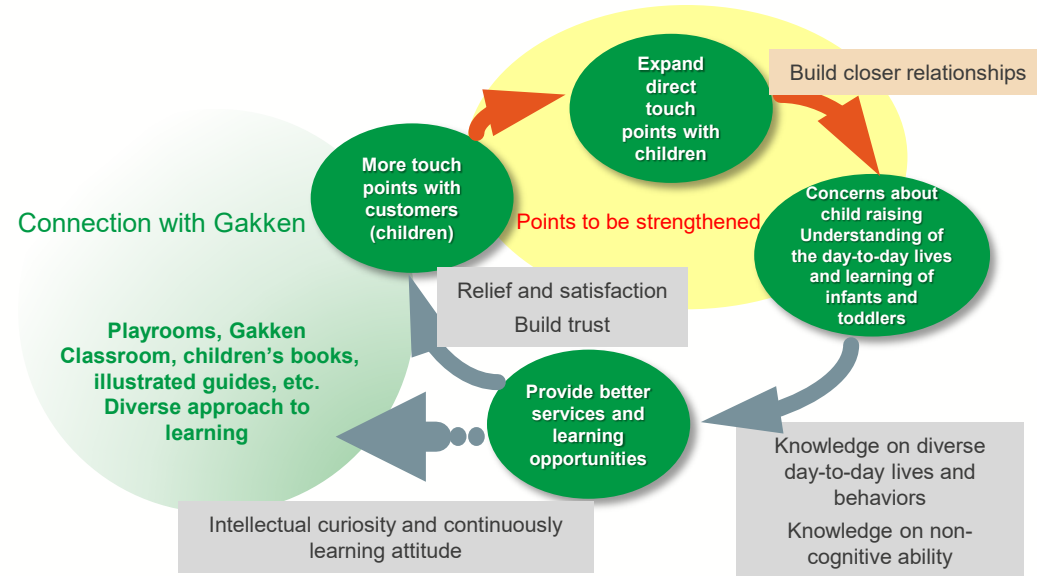 Expand
direct
touch
points with
children
Build closer relationships
More touch
points with
customers
(children)
Connection with Gakken
Points to be strengthened
Concerns about
child raising
Understanding of
the day-to-day lives
and learning of
infants and
toddlers
Relief and satisfaction
Build trust
Playrooms, Gakken
Classroom, children’s books,
illustrated guides, etc.
Diverse approach to
learning
Provide better
services and
learning
opportunities
Knowledge on diverse
day-to-day lives and
behaviors
Knowledge on non-
cognitive ability
Intellectual curiosity and continuously
learning attitude